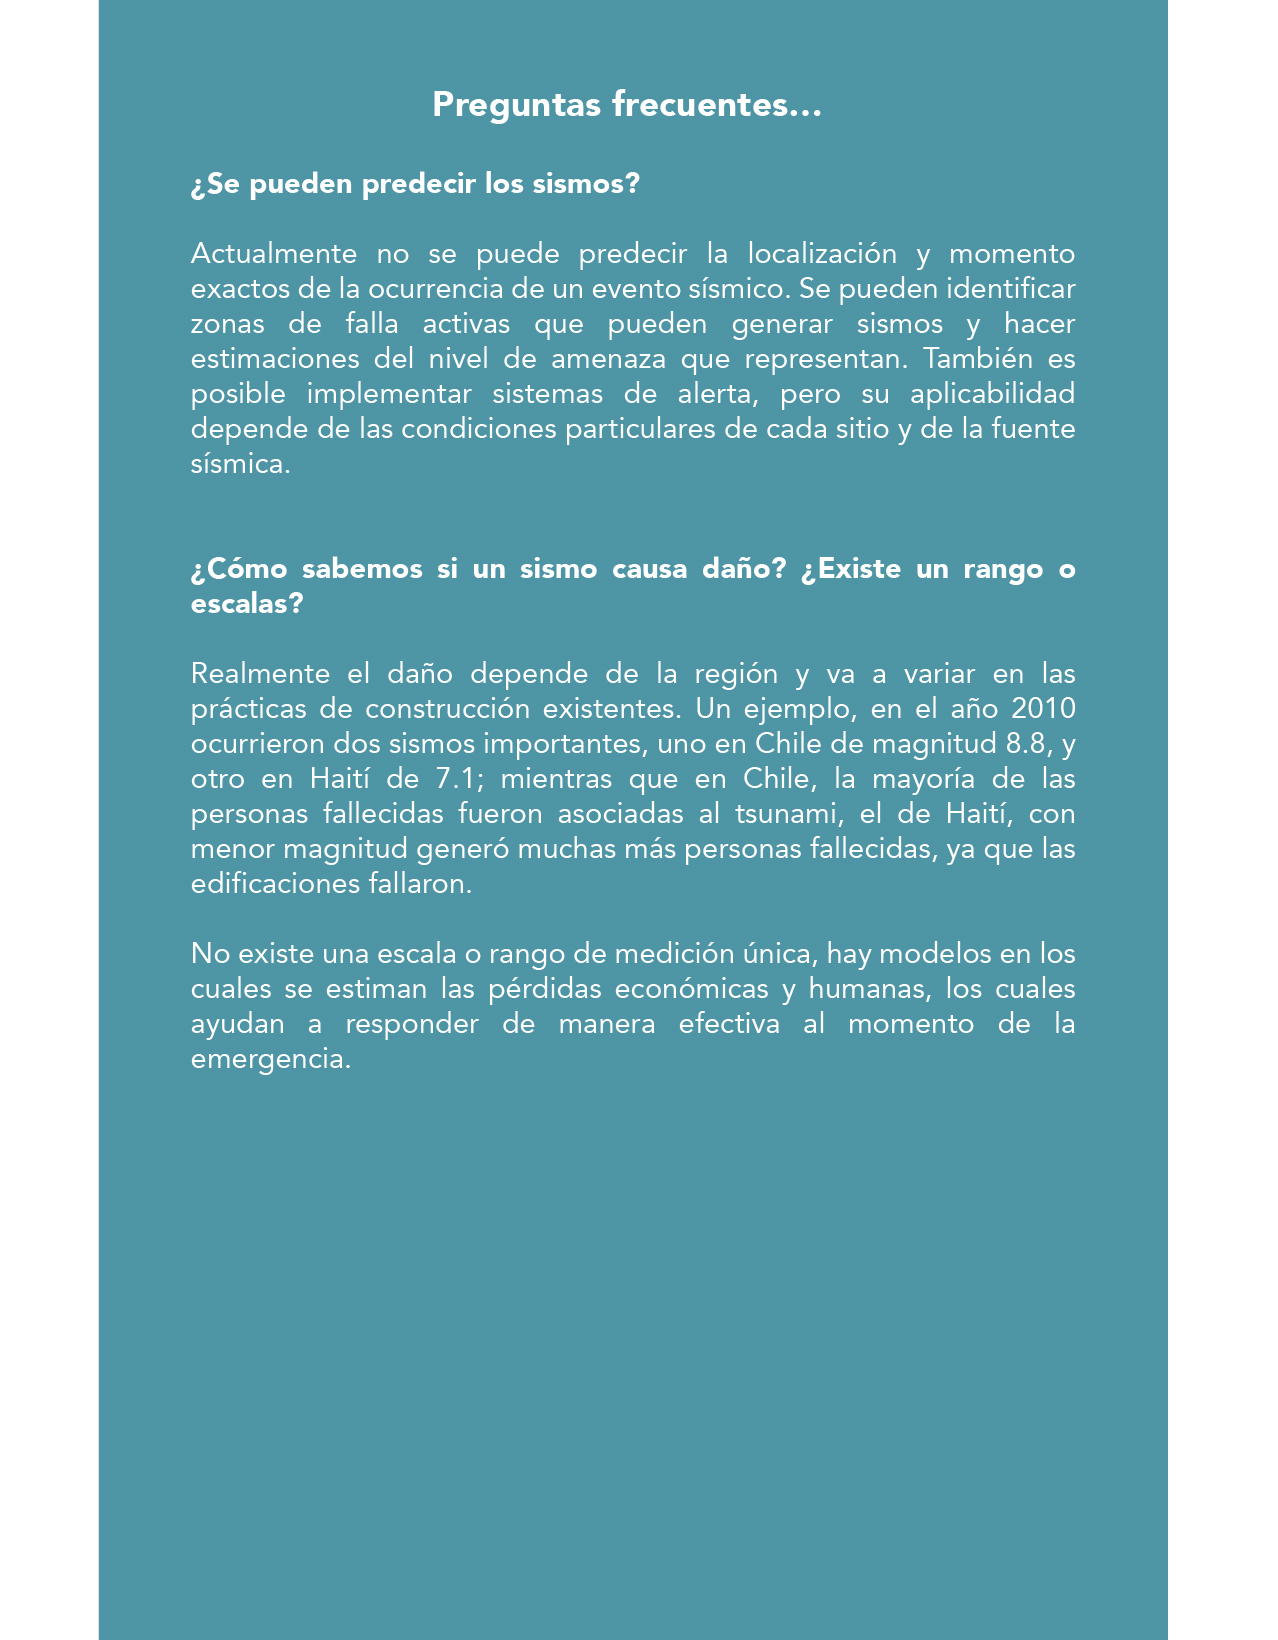 Preguntas frecuentes...
¿Se pueden predecir los sismos?
Actualmente no se puede predecir la localización y momento
exactos de la ocurrencia de un evento sísmico. Se pueden identificar
zonas de falla activas que pueden generar sismos y hacer
estimaciones del nivel de amenaza que representan. También es
posible implementar sistemas de alerta, pero su aplicabilidad
depende de las condiciones particulares de cada sitio y de la fuente
sísmica.
¿Cómo sabemos si un sismo causa daño? ¿Existe un rango o
escalas?
Realmente el daño depende de la región y va a variar en las
prácticas de construcción existentes. Un ejemplo, en el año 2010
ocurrieron dos sismos importantes, uno en Chile de magnitud 8.8, y
otro en Haití de 7.1; mientras que en Chile, la mayoría de las
personas fallecidas fueron asociadas al tsunami, el de Haití, con
menor magnitud generó muchas más personas fallecidas, ya que las
edificaciones fallaron.
No existe una escala o rango de medición única, hay modelos en los
cuales se estiman las pérdidas económicas y humanas, los cuales
ayudan a responder de manera efectiva al momento de la
emergencia.